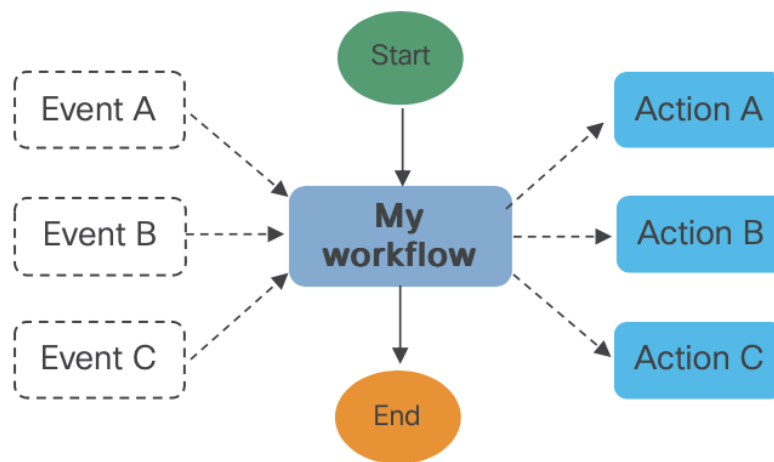 Start
Event A
Action A
Event B
My
workflow
Action B
Event C
Action C
End